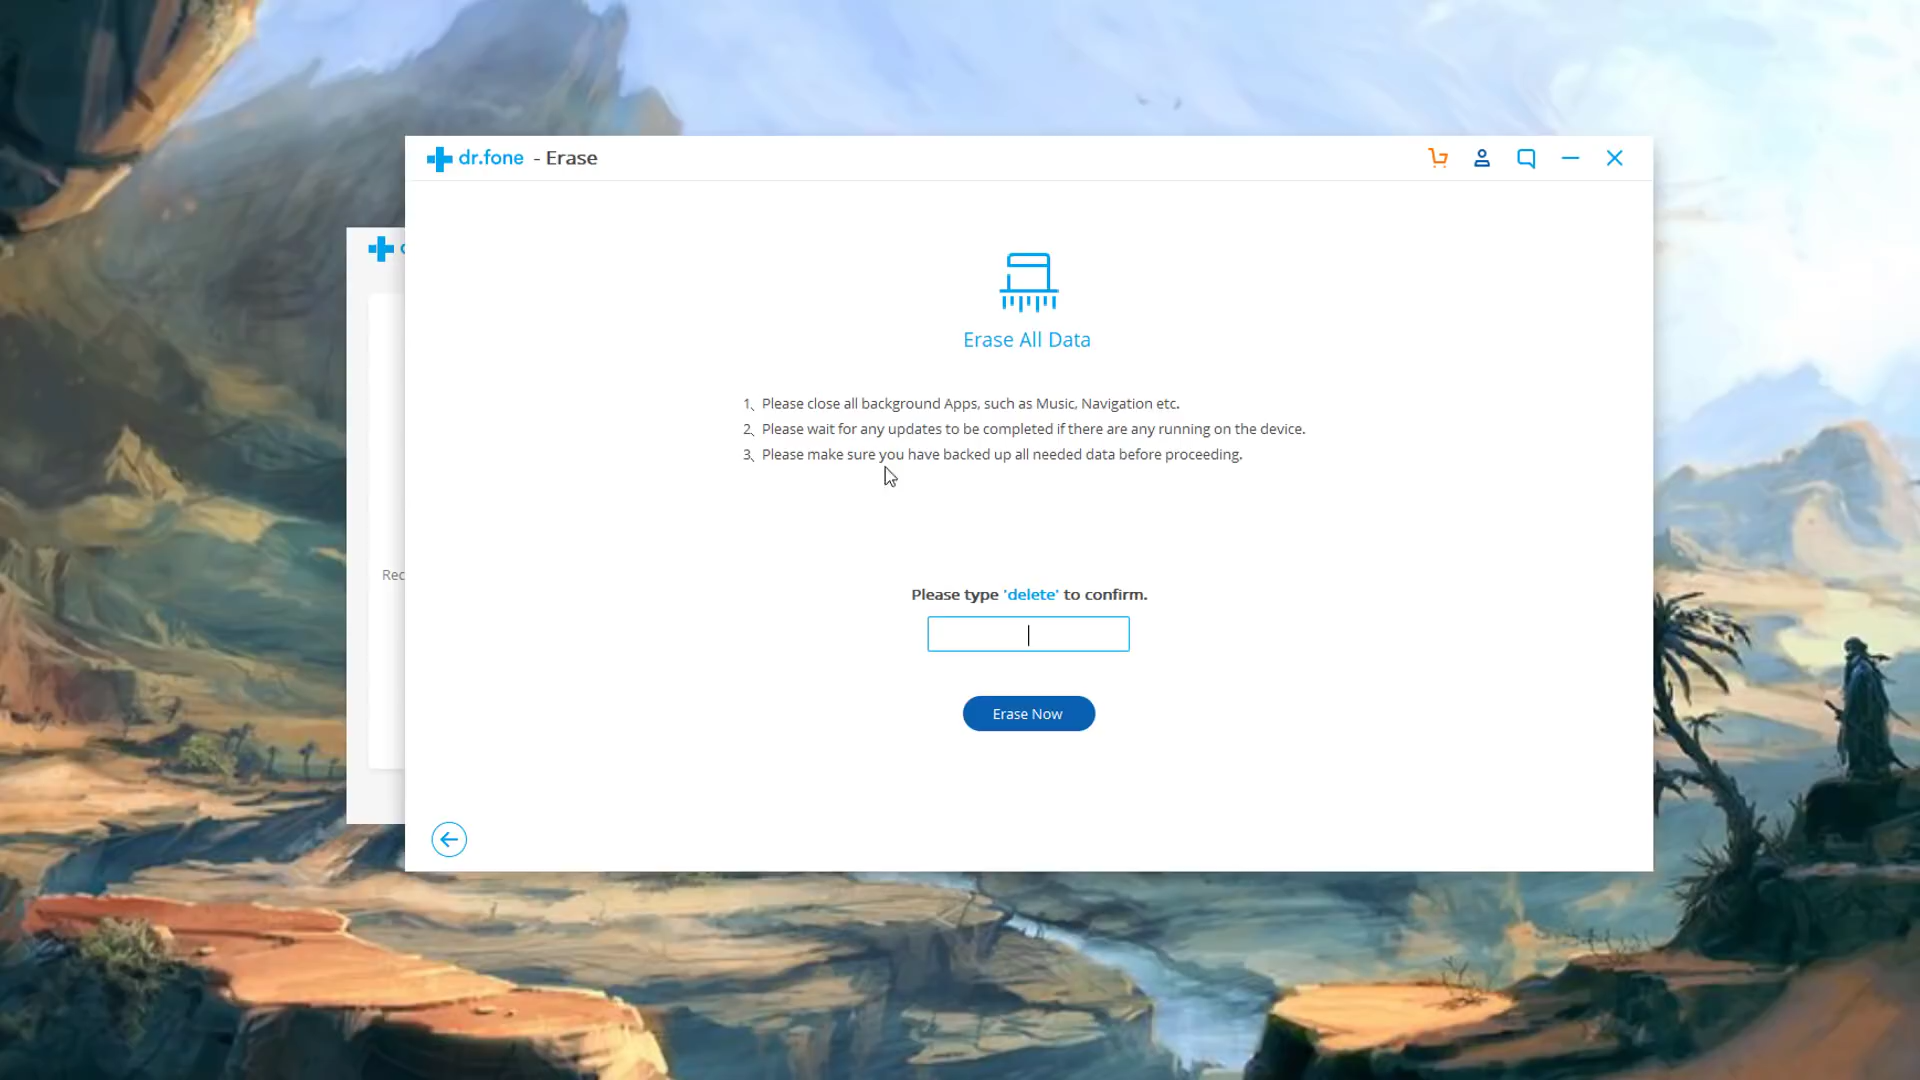 dr.fone - Erase
Erase All Data
1、Please close all background Apps, such as Music, Navigation etc.
2、Please wait for any updates to be completed if there are any running on the device.
3、Please make sure you have backed up all needed data before proceeding.
Rec
Please type 'delete' to confirm.
Erase Now